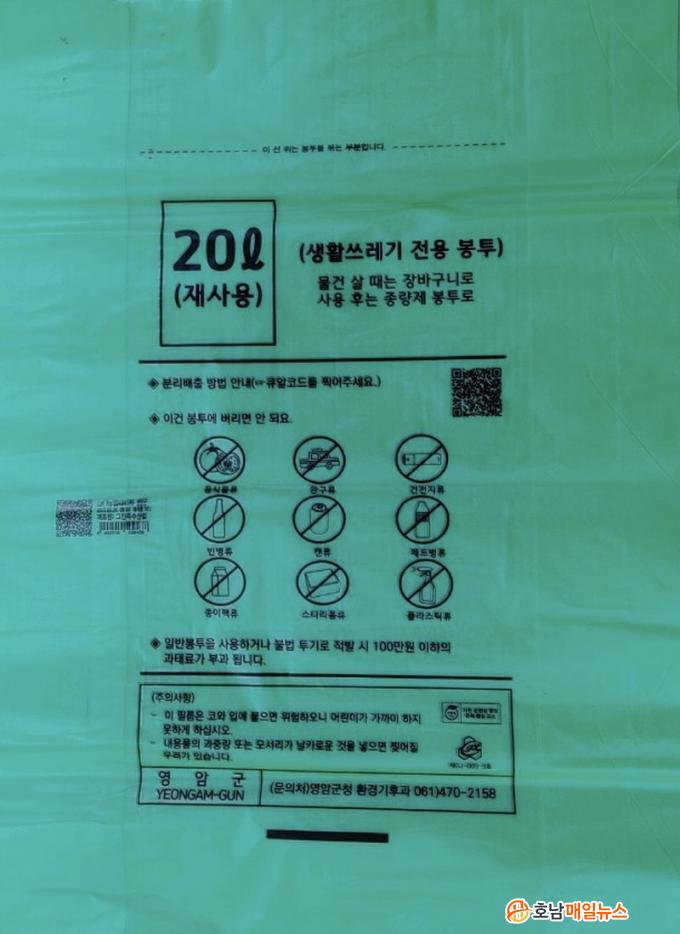 이 선 위는 봉투를 묶는 부분입니다.
20ℓ
(재사용)
(생활쓰레기 전용 봉투)
물건 살 때는 장바구니로
사용 후는 종량제 봉투로
◈ 분리배출 방법 안내(☞큐알코드를 찍어주세요.)
◈ 이건 봉투에 버리면 안 되요.
음식물류
완구류
건전지류
빈병류
캔류
페트병류
종이팩류
스티리폼류
플라스틱류
◈ 일반봉투을 사용하거나 불법 투기로 적발 시 100만원 이하의
과태료가 부과 됩니다.
(주의사항)
- 이 필름은 코와 입에 붙으면 위험하오니 어린이가 가까이 하지
못하게 하십시오.
- 내용물의 과중량 또는 모서리가 날카로운 것을 넣으면 찢어질
우려가 있습니다.
영 암 군
YEONGAM-GUN
(문의처)영암군청 환경기후과 061)470-2158
호남매일뉴스